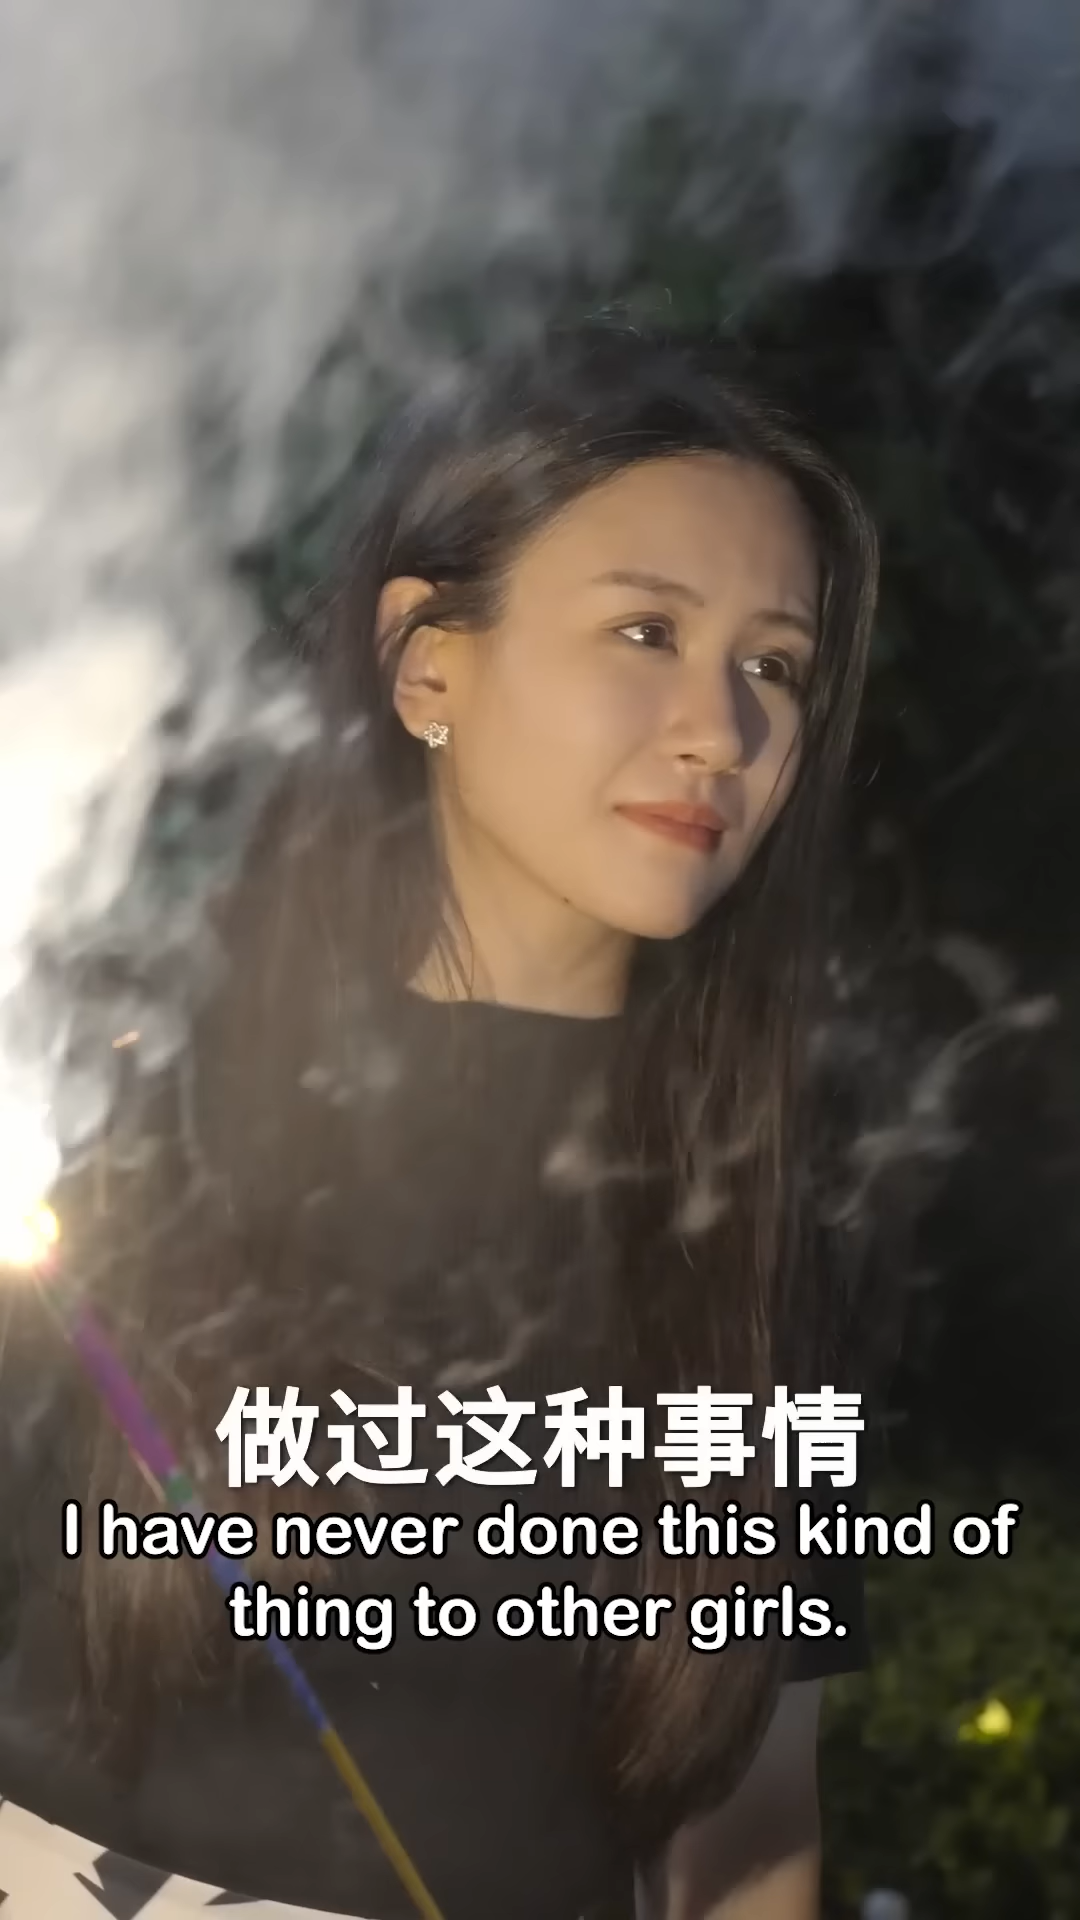 做过这种事情
I have never done this kind of
thing to other girls.